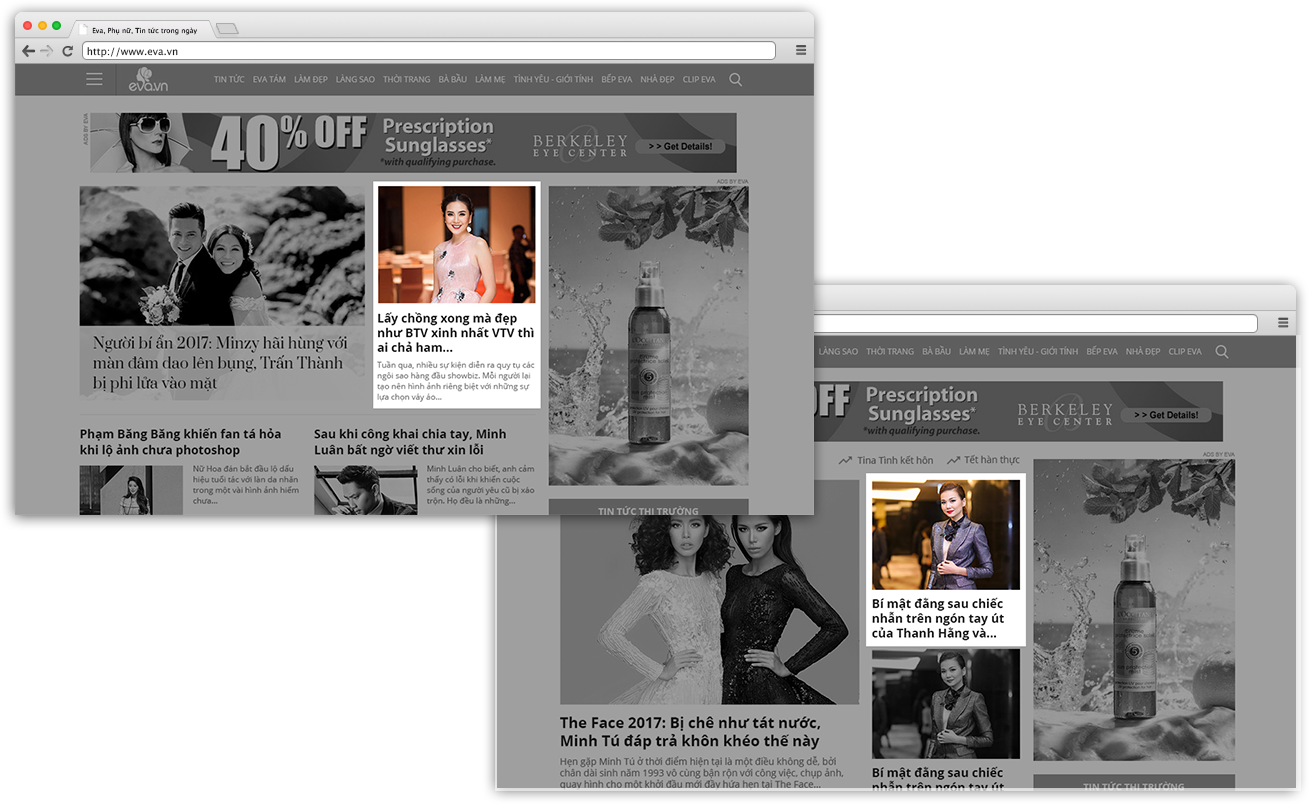 Eva, Phụ nữ, Tin tức trong ngày
http://www.eva.vn
eva.vn
TIN TỨC EVA TÁM LÀM ĐẸP LÀNG SAO THỜI TRANG BÀ BẦU LÀM MẸ TÌNH YÊU - GIỚI TÍNH BẾP EVA NHÀ ĐẸP CLIP EVA
ADS BY EVA
40% OFF
Prescription
Sunglasses*
*with qualifying purchase.
BERKELEY
EYE CENTER
> > Get Details!
ADS BY EVA
Người bí ẩn 2017: Minzy hãi hùng với
màn đâm dao lên bụng, Trấn Thành
bị phi lửa vào mặt
Lấy chồng xong mà đẹp
như BTV xinh nhất VTV thì
ai chả ham...
Tuần qua, nhiều sự kiện diễn ra quy tụ các
ngôi sao hàng đầu showbiz. Mỗi người lại
tạo nên hình ảnh riêng biệt với những sự
lựa chọn váy áo...
Phạm Băng Băng khiến fan tá hỏa
khi lộ ảnh chưa photoshop
Nữ Hoa đán bắt đầu lộ dấu
hiệu tuổi tác với làn da nhăn
trong một vài hình ảnh hiếm
chưa...
Sau khi công khai chia tay, Minh
Luân bất ngờ viết thư xin lỗi
Minh Luân cho biết, anh cảm
thấy có lỗi khi khiến cuộc
sống của người yêu cũ bị xáo
trộn. Họ đều là những...
5
TIN TỨC THỊ TRƯỜNG
LÀNG SAO THỜI TRANG BÀ BẦU LÀM MẸ TÌNH YÊU - GIỚI TÍNH BẾP EVA NHÀ ĐẸP CLIP EVA
OFF
Prescription
Sunglasses*
*with qualifying purchase.
BERKELEY
EYE CENTER
> > Get Details!
ADS BY EVA
Tina Tình kết hôn Tết hàn thực
Bí mật đằng sau chiếc
nhẫn trên ngón tay út
của Thanh Hằng và...
The Face 2017: Bị chê như tát nước,
Minh Tú đáp trả khôn khéo thế này
Hẹn gặp Minh Tú ở thời điểm hiện tại là một điều không dễ, bởi
chân dài sinh năm 1993 vô cùng bận rộn với công việc, chụp ảnh,
quay hình cho một khởi đầu mới đầy hứa hẹn tại The Face...
Bí mật đằng sau chiếc
5
TIN TỨC THỊ TRƯỜNG